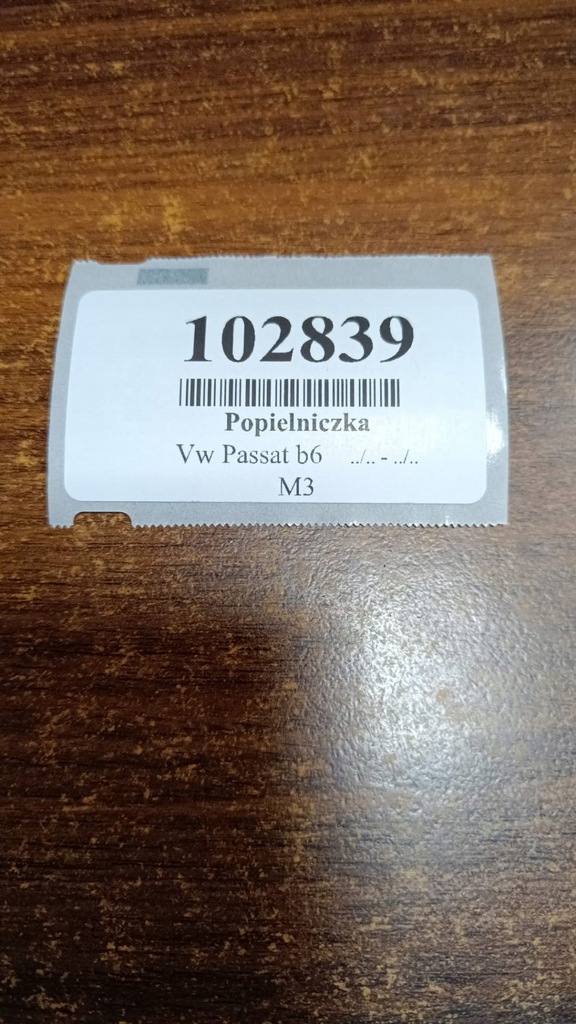 102839
Popielniczka
Vw Passat b6 ../.. - ../..
M3